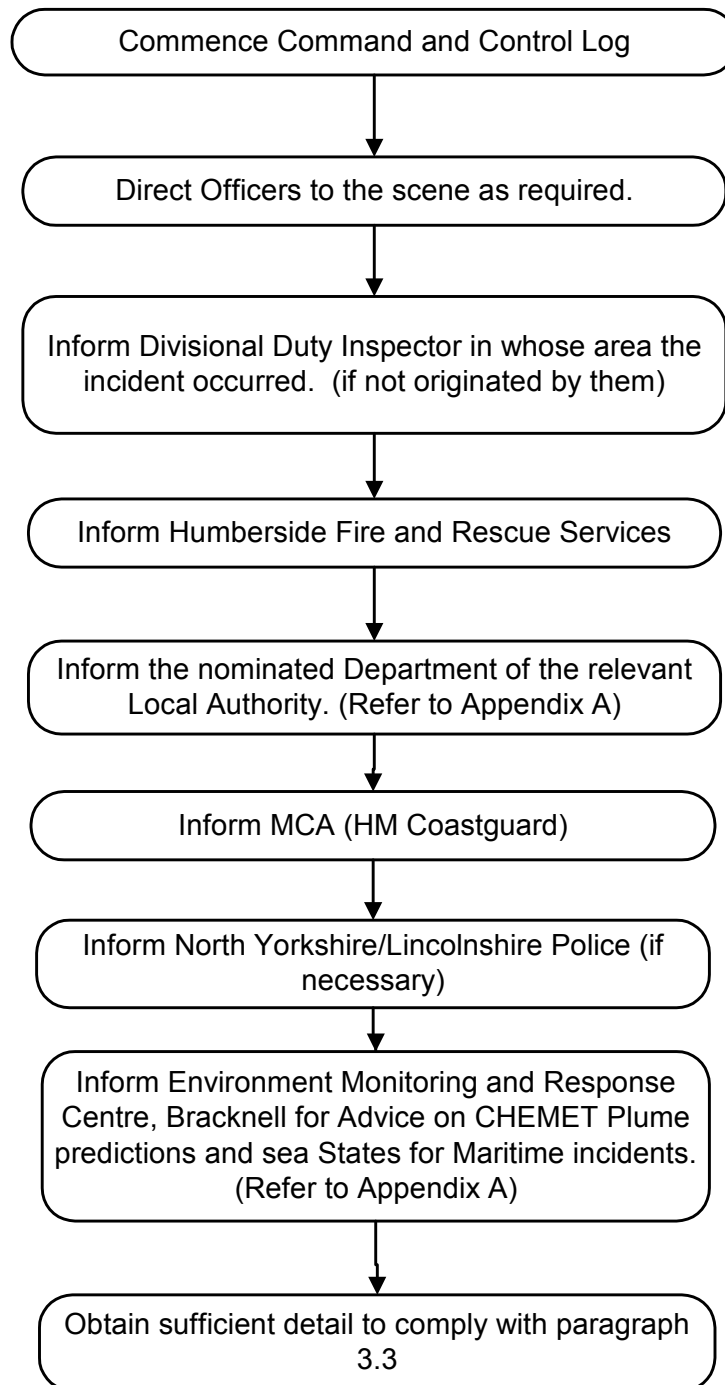 Commence Command and Control Log
Direct Officers to the scene as required.
Inform Divisional Duty Inspector in whose area the
incident occurred.  (if not originated by them)
Inform Humberside Fire and Rescue Services
Inform the nominated Department of the relevant
Local Authority. (Refer to Appendix A)
Inform MCA (HM Coastguard)
Inform North Yorkshire/Lincolnshire Police (if
necessary)
Inform Environment Monitoring and Response
Centre, Bracknell for Advice on CHEMET Plume
predictions and sea States for Maritime incidents.
(Refer to Appendix A)
Obtain sufficient detail to comply with paragraph
3.3